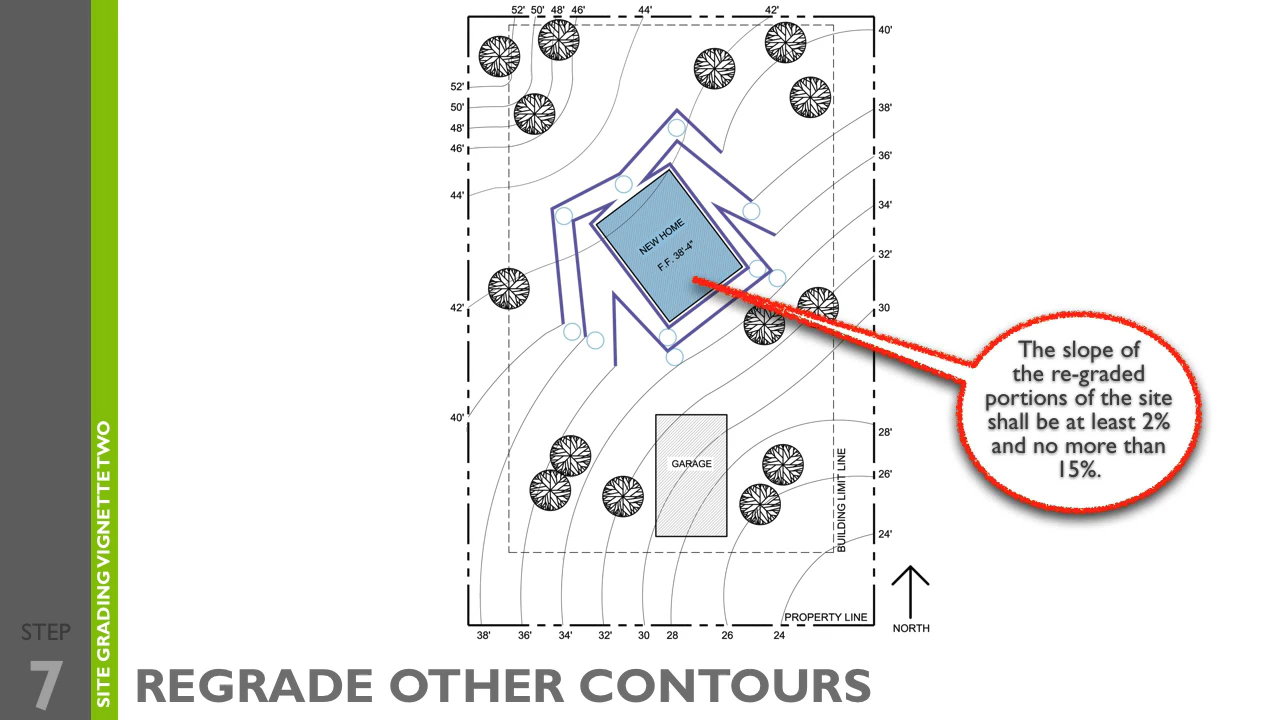 52' 50' 48' 46' 44' 42'
40'
52'
50'
48'
46'
44'
42'
40'
38'
36'
34'
32'
30
28'
26'
24'
NEW HOME
F.F. 38'-4"
GARAGE
BUILDING LIMIT LINE
PROPERTY LINE
38' 36' 34' 32' 30 28 26 24
NORTH
The slope of
the re-graded
portions of the site
shall be at least 2%
and no more than
15%.
SITE GRADING VIGNETTE TWO
STEP
7
REGRADE OTHER CONTOURS